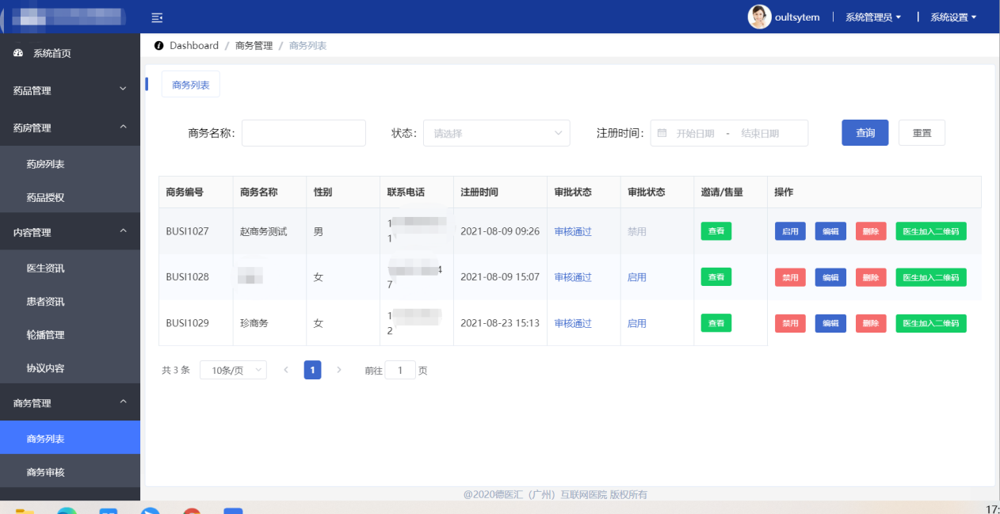 oultsytem 系统管理员 系统设置
系统首页
药品管理
药房管理
药房列表
药品授权
内容管理
医生资讯
患者资讯
轮播管理
协议内容
商务管理
商务列表
商务审核
Dashboard / 商务管理 / 商务列表
商务列表
商务名称: 状态: 请选择 注册时间: 开始日期 - 结束日期 查询 重置
商务编号 商务名称 性别 联系电话 注册时间 审批状态 审批状态 邀请/售量 操作
BUSI1027 赵商务测试 男 1 1 2021-08-09 09:26 审核通过 禁用 查看 启用 编辑 删除 医生加入二维码
BUSI1028 女 4 7 2021-08-09 15:07 审核通过 启用 查看 禁用 编辑 删除 医生加入二维码
BUSI1029 珍商务 女 1 2 2021-08-23 15:13 审核通过 启用 查看 禁用 编辑 删除 医生加入二维码
共 3 条 10条/页 1 前往 1 页
@2020德医汇（广州）互联网医院 版权所有
17: